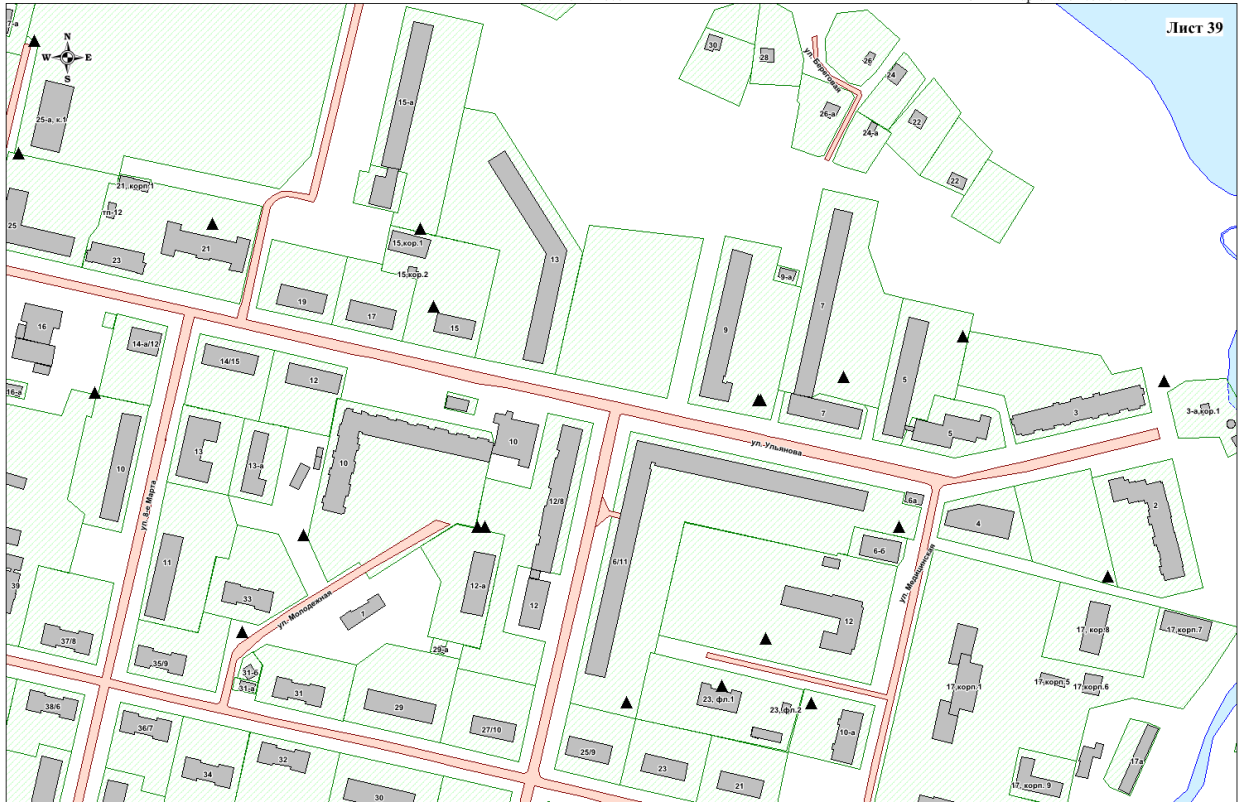 Лист 39
7-а
N
W E
S
30
28
26
24
ул. Береговая
26-а
24-а
22
22
25-а, к.1
15-а
21, корп.1
тп-12
25
23
21
15,кор.1
15,кор.2
13
19
17
15
9
9-а
7
5
7
5
3
3-а,кор.1
16
14-а/12
14/15
12
16-а
10
13
13-а
10
10
12/8
ул. Ульянова
6а
4
2
ул. 8-е Марта
6/11
6-б
ул. Медицинская
11
39
33
ул. Молодежная
7
12-а
12
12
17, кор.8
17, корп.7
37/8
35/9
29-а
31-б
31-а
31
29
27/10
23, фл.1
23, фл.2
10-а
17,корп.1
17,корп.5
17,корп.6
38/6
36/7
34
32
30
25/9
23
21
17, корп. 9
17а